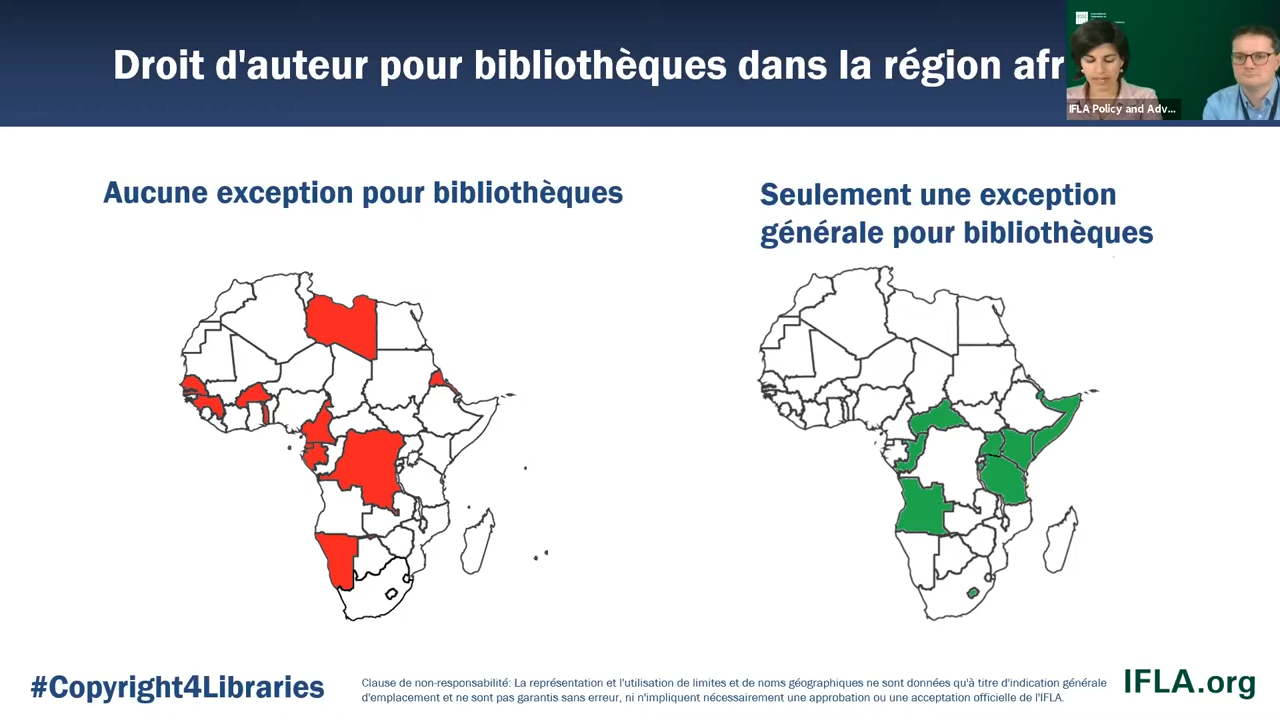 Droit d'auteur pour bibliothèques dans la région afr
IFLA Policy and Adv...
Aucune exception pour bibliothèques
Seulement une exception
générale pour bibliothèques
#Copyright4Libraries
Clause de non-responsabilité: La représentation et l'utilisation de limites et de noms géographiques ne sont données qu'à titre d'indication générale
d'emplacement et ne sont pas garantis sans erreur, ni n'impliquent nécessairement une approbation ou une acceptation officielle de l'IFLA.
IFLA.org